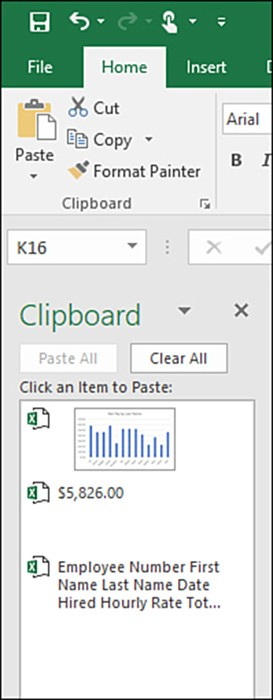 File Home Insert
Cut
Copy
Paste
Format Painter
Clipboard
Arial
B I
K16
Clipboard
Paste All Clear All
Click an Item to Paste:
$5,826.00
Employee Number First
Name Last Name Date
Hired Hourly Rate Tot...